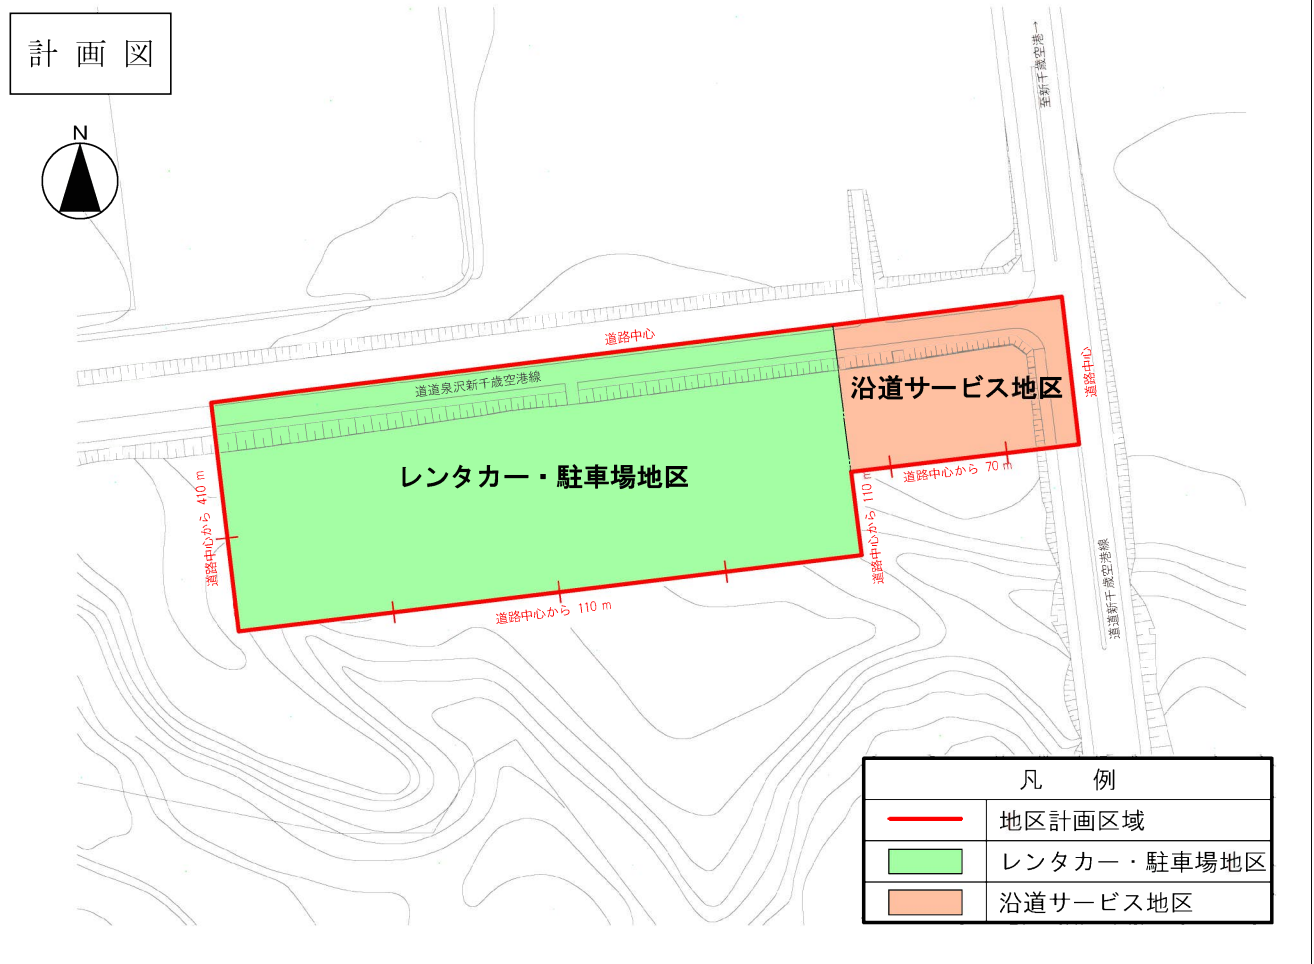 計画図
N
至新千歳空港→
道路中心
道道泉沢新千歳空港線
道路中心
沿道サービス地区
レンタカー・駐車場地区
道路中心から 410 m
道路中心から 70 m
道路中心から 110 m
道路中心から 110 m
道道新千歳空港線
凡 例
地区計画区域
レンタカー・駐車場地区
沿道サービス地区